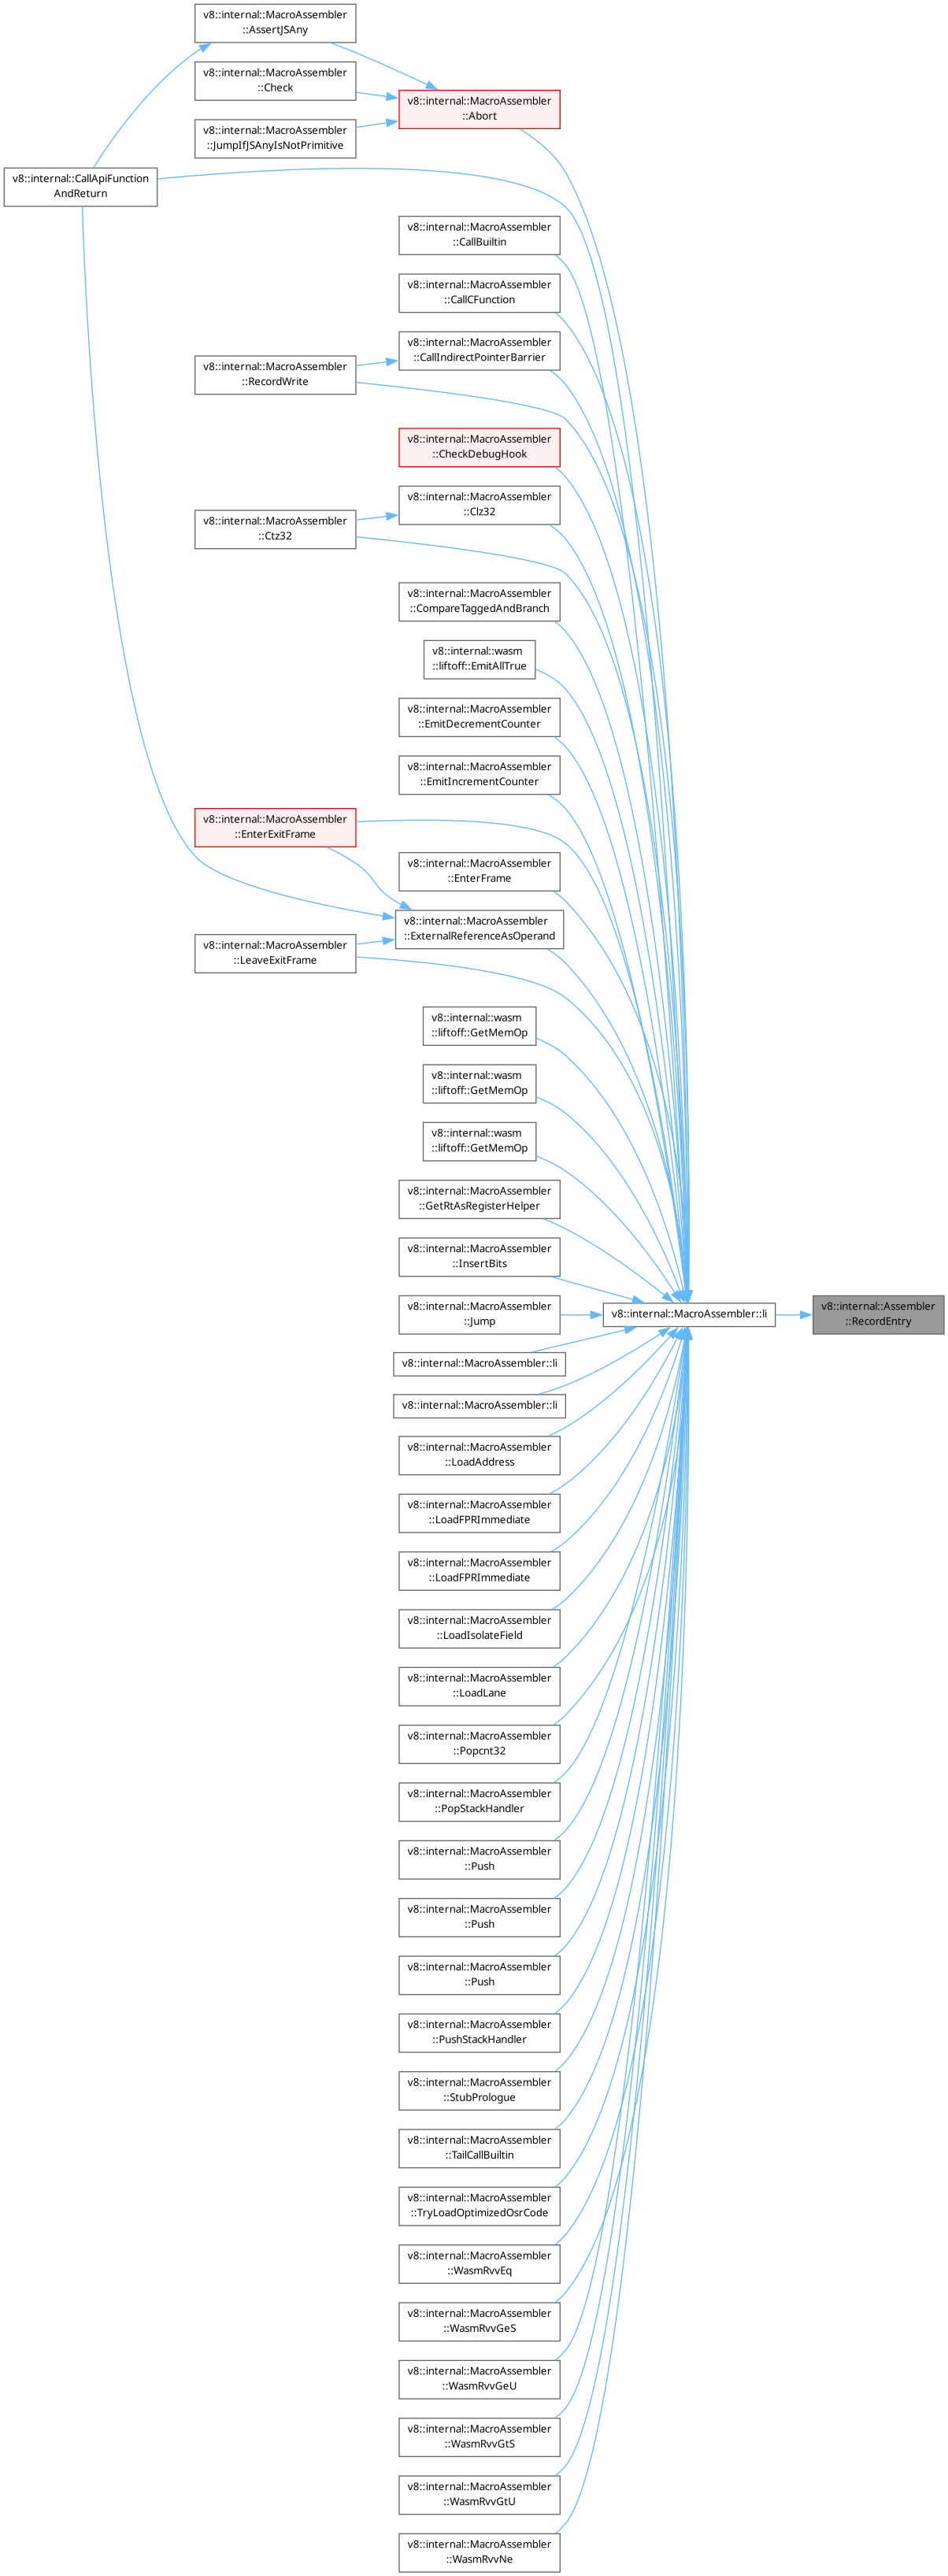 v8::internal::MacroAssembler
::AssertJSAny
v8::internal::MacroAssembler
::Check
v8::internal::MacroAssembler
::JumpIfJSAnyIsNotPrimitive
v8::internal::CallApiFunction
AndReturn
v8::internal::MacroAssembler
::RecordWrite
v8::internal::MacroAssembler
::Ctz32
v8::internal::MacroAssembler
::EnterExitFrame
v8::internal::MacroAssembler
::LeaveExitFrame
v8::internal::MacroAssembler
::Abort
v8::internal::MacroAssembler
::CallBuiltin
v8::internal::MacroAssembler
::CallCFunction
v8::internal::MacroAssembler
::CallIndirectPointerBarrier
v8::internal::MacroAssembler
::CheckDebugHook
v8::internal::MacroAssembler
::Clz32
v8::internal::MacroAssembler
::CompareTaggedAndBranch
v8::internal::wasm
::liftoff::EmitAllTrue
v8::internal::MacroAssembler
::EmitDecrementCounter
v8::internal::MacroAssembler
::EmitIncrementCounter
v8::internal::MacroAssembler
::EnterFrame
v8::internal::MacroAssembler
::ExternalReferenceAsOperand
v8::internal::wasm
::liftoff::GetMemOp
v8::internal::wasm
::liftoff::GetMemOp
v8::internal::wasm
::liftoff::GetMemOp
v8::internal::MacroAssembler
::GetRtAsRegisterHelper
v8::internal::MacroAssembler
::InsertBits
v8::internal::MacroAssembler
::Jump
v8::internal::MacroAssembler::li
v8::internal::MacroAssembler::li
v8::internal::MacroAssembler
::LoadAddress
v8::internal::MacroAssembler
::LoadFPRImmediate
v8::internal::MacroAssembler
::LoadFPRImmediate
v8::internal::MacroAssembler
::LoadIsolateField
v8::internal::MacroAssembler
::LoadLane
v8::internal::MacroAssembler
::Popcnt32
v8::internal::MacroAssembler
::PopStackHandler
v8::internal::MacroAssembler
::Push
v8::internal::MacroAssembler
::Push
v8::internal::MacroAssembler
::Push
v8::internal::MacroAssembler
::PushStackHandler
v8::internal::MacroAssembler
::StubPrologue
v8::internal::MacroAssembler
::TailCallBuiltin
v8::internal::MacroAssembler
::TryLoadOptimizedOsrCode
v8::internal::MacroAssembler
::WasmRvvEq
v8::internal::MacroAssembler
::WasmRvvGeS
v8::internal::MacroAssembler
::WasmRvvGeU
v8::internal::MacroAssembler
::WasmRvvGtS
v8::internal::MacroAssembler
::WasmRvvGtU
v8::internal::MacroAssembler
::WasmRvvNe
v8::internal::MacroAssembler::li
v8::internal::Assembler
::RecordEntry